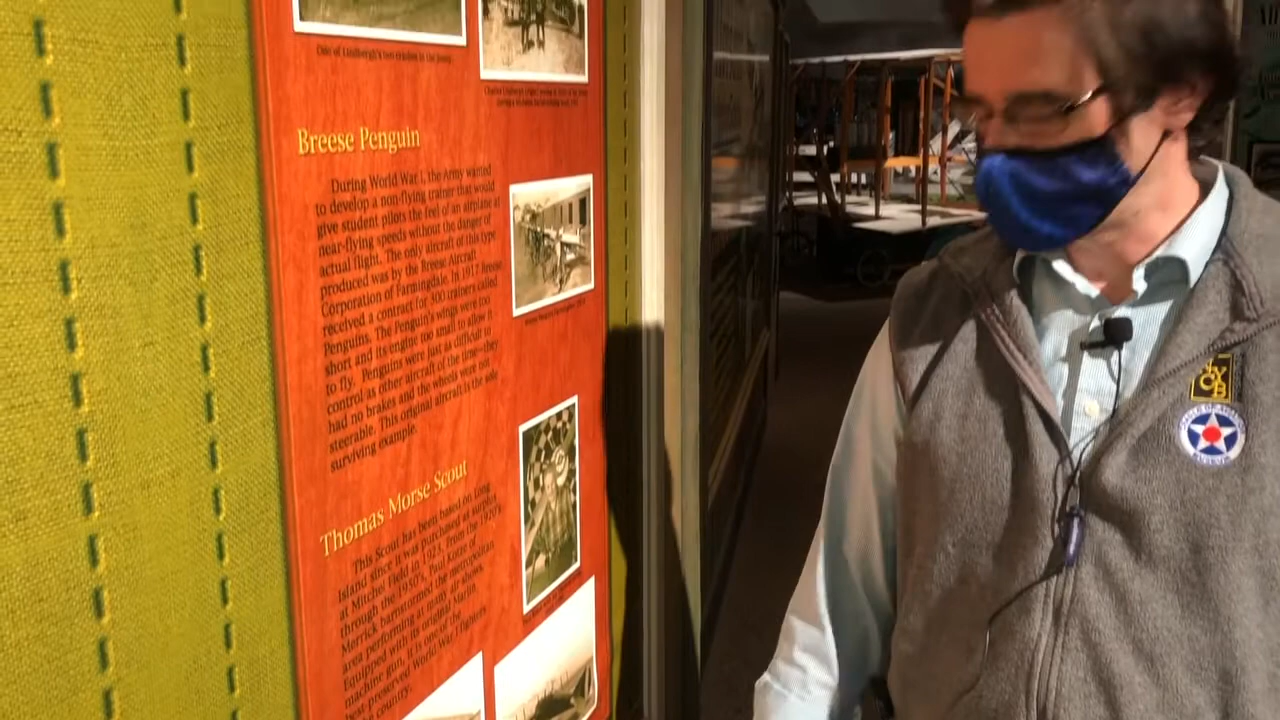 One of Lindbergh's two crashes in the Army
Breese Penguin
During World War I, the Army wanted
to develop a non-flying trainer that would
give student pilots the feel of an airplane at
near-flying speeds without the danger of
actual flight. The only aircraft of this type
produced was by the Breese Aircraft
Corporation of Farmingdale. In 1917 Breese
received a contract for 300 trainers called
Penguins. The Penguin's wings were too
short and its engine too small to allow it
to fly. Penguins were just as difficult to
control as other aircraft of the time—they
had no brakes and the wheels were not
steerable. This original aircraft is the sole
surviving example.
Thomas Morse Scout
This Scout has been based on Long
Island since it was purchased as surplus
at Mitchel Field in 1923. From the 1920's
through the 1950's, Paul Kotze of
Merrick barnstormed the metropolitan
area performing at many air shows.
Equipped with its original Marlin
machine gun, it is one of the
best-preserved World War I fighters
the country.